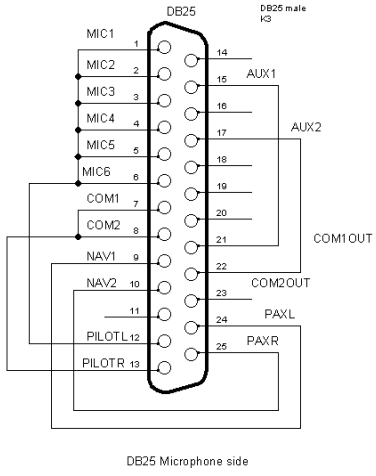 DB25
DB25 male
K3
MIC1
1
MIC2
2
MIC3
3
MIC4
4
MIC5
5
MIC6
6
COM1
7
COM2
8
NAV1
9
NAV2
10
11
PILOTL 12
PILOTR 13
14
15 AUX1
16
17 AUX2
18
19
20
21 COM1OUT
22
COM2OUT
23
24 PAXL
25 PAXR
DB25 Microphone side